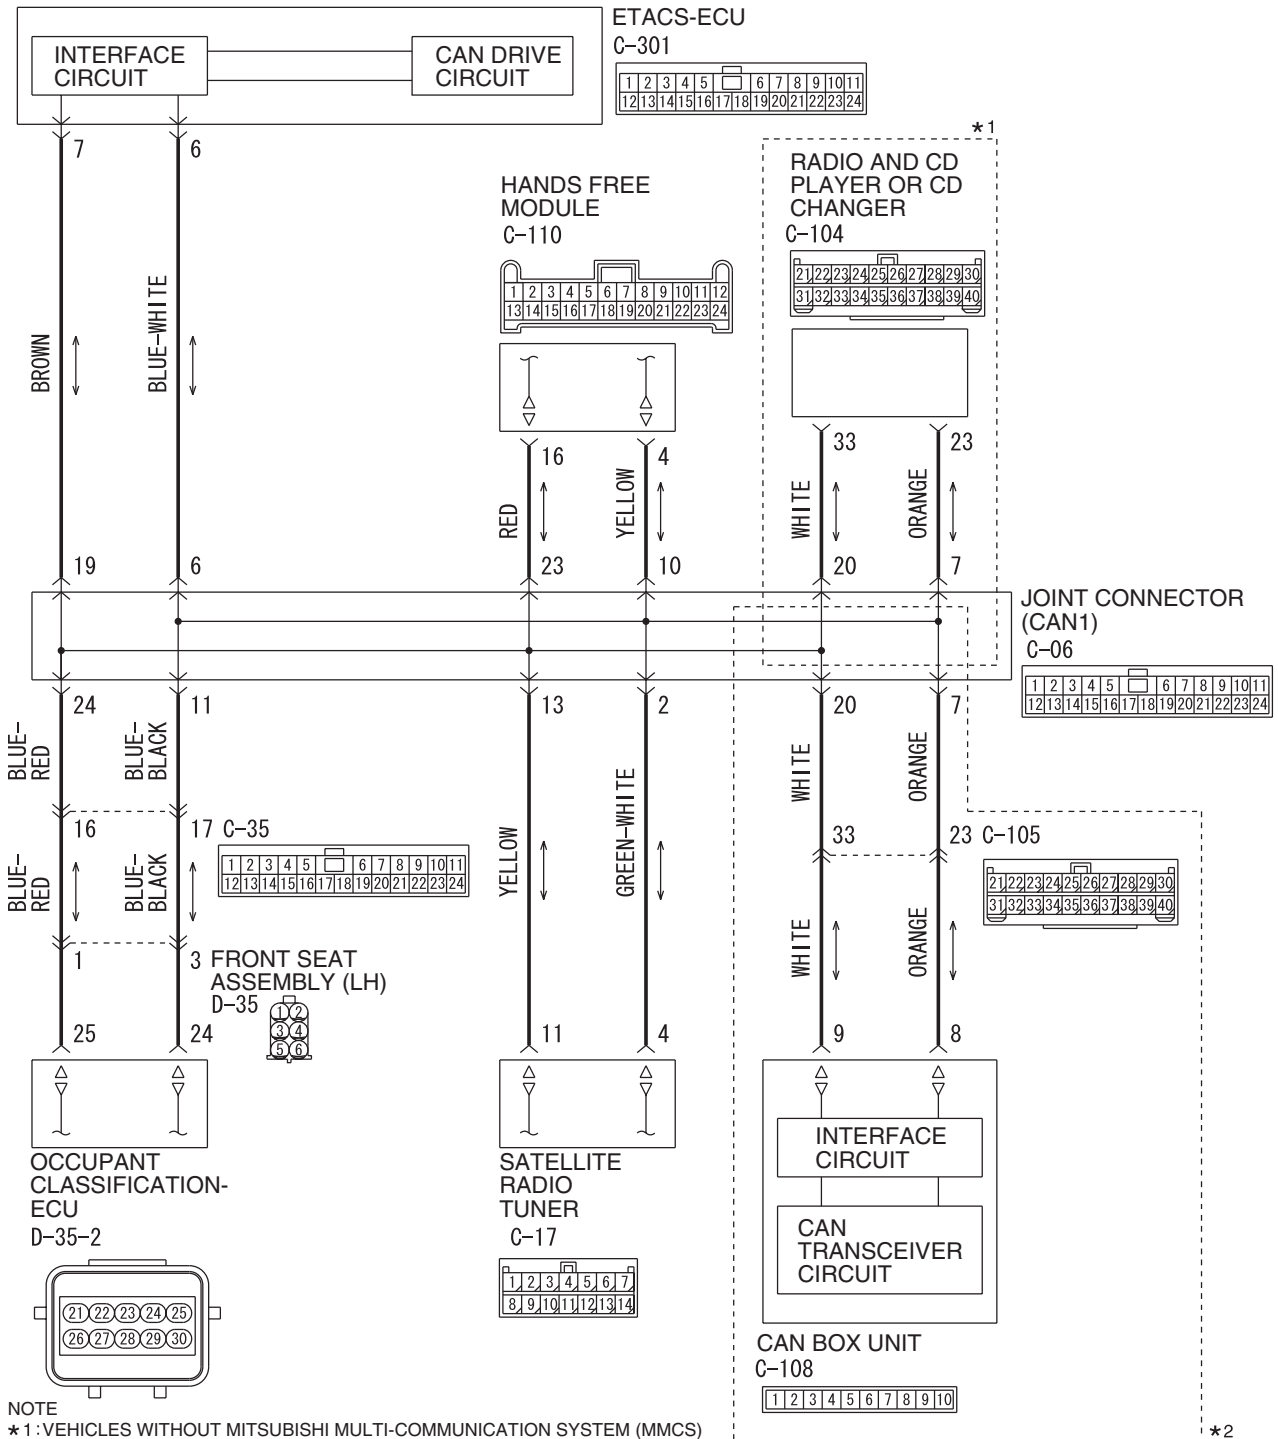 ETACS-ECU
C-301
INTERFACE
CIRCUIT
CAN DRIVE
CIRCUIT
1 2 3 4 5 6 7 8 9 10 11
12 13 14 15 16 17 18 19 20 21 22 23 24
7
6
*1
HANDS FREE
MODULE
C-110
1 2 3 4 5 6 7 8 9 10 11 12
13 14 15 16 17 18 19 20 21 22 23 24
RADIO AND CD
PLAYER OR CD
CHANGER
C-104
21 22 23 24 25 26 27 28 29 30
31 32 33 34 35 36 37 38 39 40
BROWN
BLUE-WHITE
16
4
33
23
RED
YELLOW
WHITE
ORANGE
19
6
23
10
20
7
JOINT CONNECTOR
(CAN1)
C-06
1 2 3 4 5 6 7 8 9 10 11
12 13 14 15 16 17 18 19 20 21 22 23 24
24
11
13
2
20
7
BLUE-
RED
BLUE-
BLACK
WHITE
ORANGE
16
17
C-35
1 2 3 4 5 6 7 8 9 10 11
12 13 14 15 16 17 18 19 20 21 22 23 24
33
23
C-105
21 22 23 24 25 26 27 28 29 30
31 32 33 34 35 36 37 38 39 40
BLUE-
RED
BLUE-
BLACK
YELLOW
GREEN-WHITE
WHITE
ORANGE
1
3
FRONT SEAT
ASSEMBLY (LH)
D-35
1 2
3 4
5 6
25
24
11
4
9
8
OCCUPANT
CLASSIFICATION-
ECU
D-35-2
21 22 23 24 25
26 27 28 29 30
SATELLITE
RADIO
TUNER
C-17
1 2 3 4 5 6 7
8 9 10 11 12 13 14
INTERFACE
CIRCUIT
CAN
TRANSCEIVER
CIRCUIT
CAN BOX UNIT
C-108
1 2 3 4 5 6 7 8 9 10
NOTE
*1:VEHICLES WITHOUT MITSUBISHI MULTI-COMMUNICATION SYSTEM (MMCS)
*2